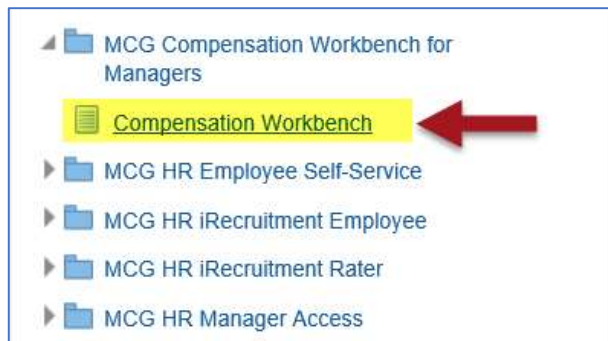 MCG Compensation Workbench for
Managers
Compensation Workbench
MCG HR Employee Self-Service
MCG HR iRecruitment Employee
MCG HR iRecruitment Rater
MCG HR Manager Access